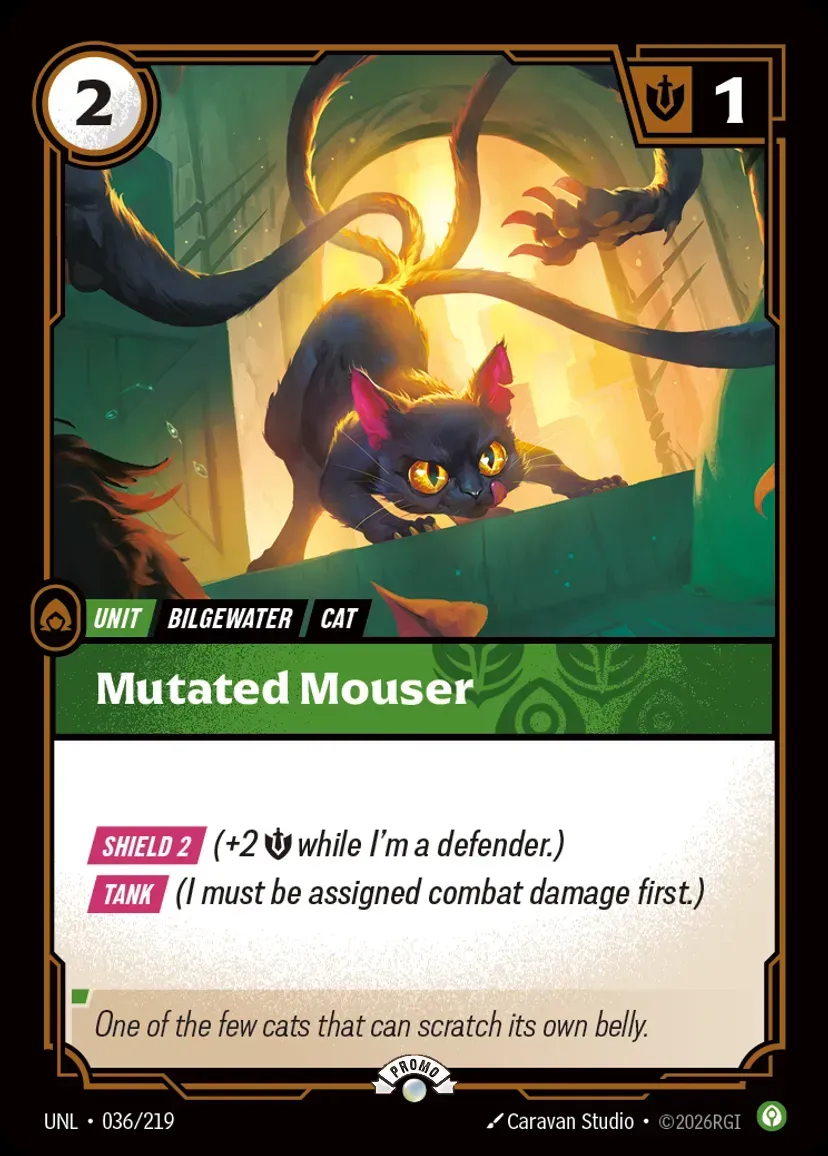 2
1
UNIT BILGEWATER CAT
Mutated Mouser
SHIELD 2 (+2 while I'm a defender.)
TANK (I must be assigned combat damage first.)
One of the few cats that can scratch its own belly.
PROMO
UNL • 036/219 Caravan Studio • ©2026RGI